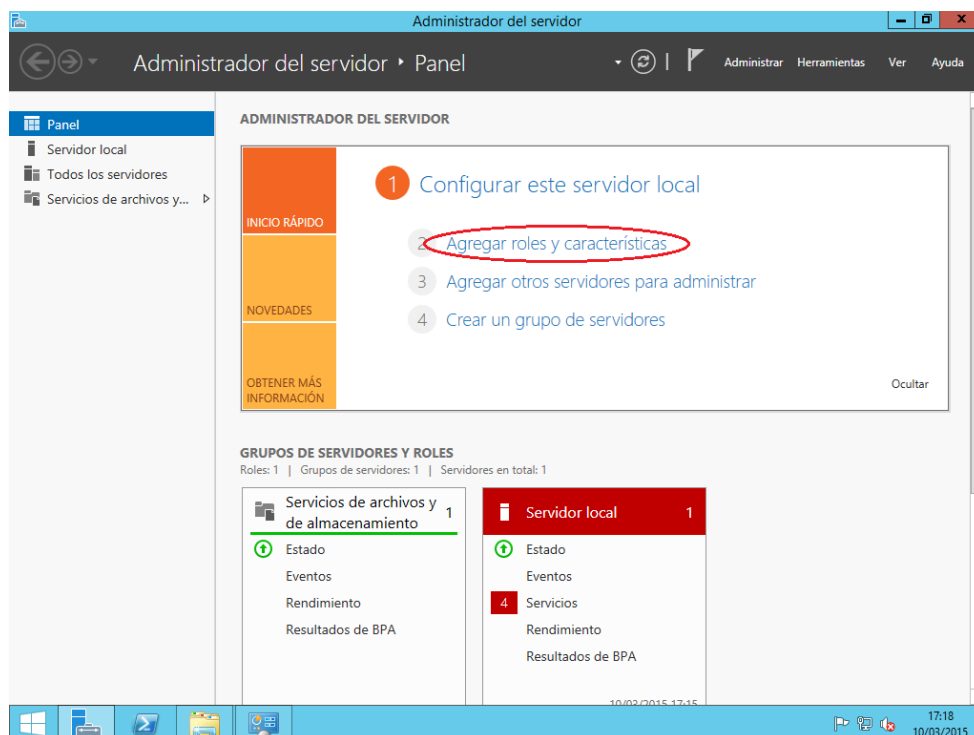 Administrador del servidor
Administrador del servidor ‣ Panel
Administrar Herramientas Ver Ayuda
Panel
Servidor local
Todos los servidores
Servicios de archivos y...
ADMINISTRADOR DEL SERVIDOR
INICIO RÁPIDO
NOVEDADES
OBTENER MÁS
INFORMACIÓN
1 Configurar este servidor local
2 Agregar roles y características
3 Agregar otros servidores para administrar
4 Crear un grupo de servidores
Ocultar
GRUPOS DE SERVIDORES Y ROLES
Roles: 1 | Grupos de servidores: 1 | Servidores en total: 1
Servicios de archivos y
de almacenamiento 1
Estado
Eventos
Rendimiento
Resultados de BPA
Servidor local 1
Estado
Eventos
4 Servicios
Rendimiento
Resultados de BPA
10/03/2015 17:15
17:18
10/03/2015